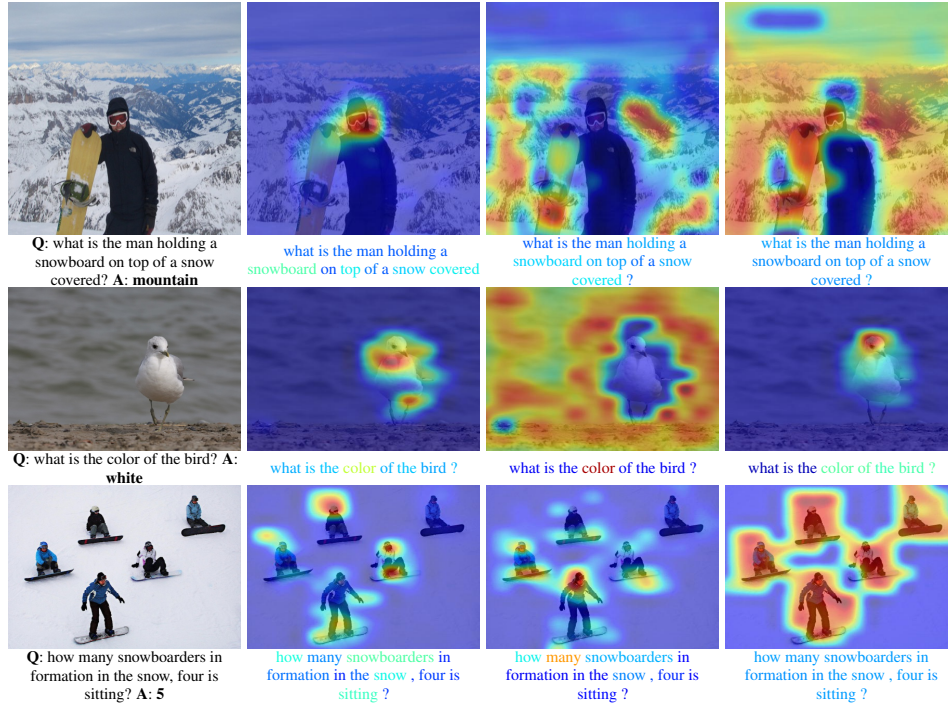 Q: what is the man holding a
snowboard on top of a snow
covered? A: mountain
what is the man holding a
snowboard on top of a snow covered
what is the man holding a
snowboard on top of a snow
covered ?
what is the man holding a
snowboard on top of a snow
covered ?
Q: what is the color of the bird? A:
white
what is the color of the bird ?
what is the color of the bird ?
what is the color of the bird ?
Q: how many snowboarders in
formation in the snow, four is
sitting? A: 5
how many snowboarders in
formation in the snow , four is
sitting ?
how many snowboarders in
formation in the snow , four is
sitting ?
how many snowboarders in
formation in the snow , four is
sitting ?